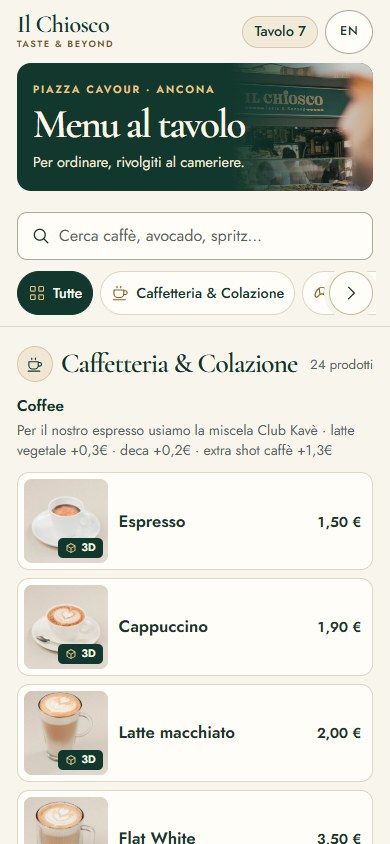 Il Chiosco
TASTE & BEYOND
Tavolo 7
EN
PIAZZA CAVOUR · ANCONA
IL CHIOSCO
Menu al tavolo
Per ordinare, rivolgiti al cameriere.
Cerca caffè, avocado, spritz...
Tutte
Caffetteria & Colazione
Caffetteria & Colazione
24 prodotti
Coffee
Per il nostro espresso usiamo la miscela Club Kavè · latte
vegetale +0,3€ · deca +0,2€ · extra shot caffè +1,3€
Espresso
1,50 €
3D
Cappuccino
1,90 €
3D
Latte macchiato
2,00 €
3D
Flat White
3,50 €